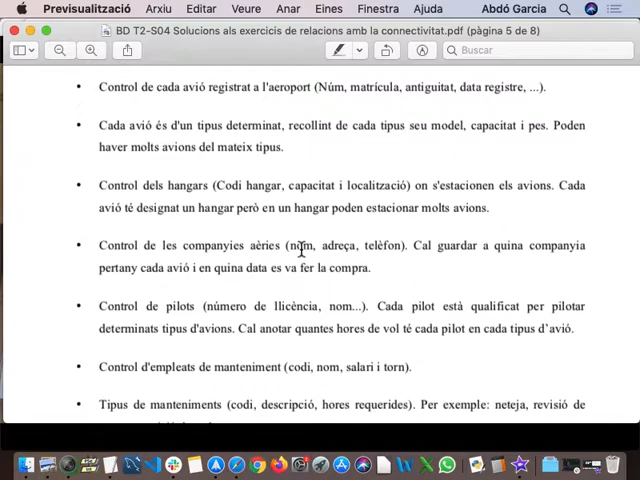 Previsualització Arxiu Editar Veure Anar Eines Finestra Ajuda Abdó Garcia
BD T2-S04 Solucions als exercicis de relacions amb la connectivitat.pdf (pàgina 5 de 8)
Buscar
• Control de cada avió registrat a l'aeroport (Núm, matrícula, antiguitat, data registre, ...).
• Cada avió és d'un tipus determinat, recollint de cada tipus seu model, capacitat i pes. Poden
haver molts avions del mateix tipus.
• Control dels hangars (Codi hangar, capacitat i localització) on s'estacionen els avions. Cada
avió té designat un hangar però en un hangar poden estacionar molts avions.
• Control de les companyies aèries (nom, adreça, telèfon). Cal guardar a quina companyia
pertany cada avió i en quina data es va fer la compra.
• Control de pilots (número de llicència, nom...). Cada pilot està qualificat per pilotar
determinats tipus d'avions. Cal anotar quantes hores de vol té cada pilot en cada tipus d’avió.
• Control d'empleats de manteniment (codi, nom, salari i torn).
• Tipus de manteniments (codi, descripció, hores requerides). Per exemple: neteja, revisió de